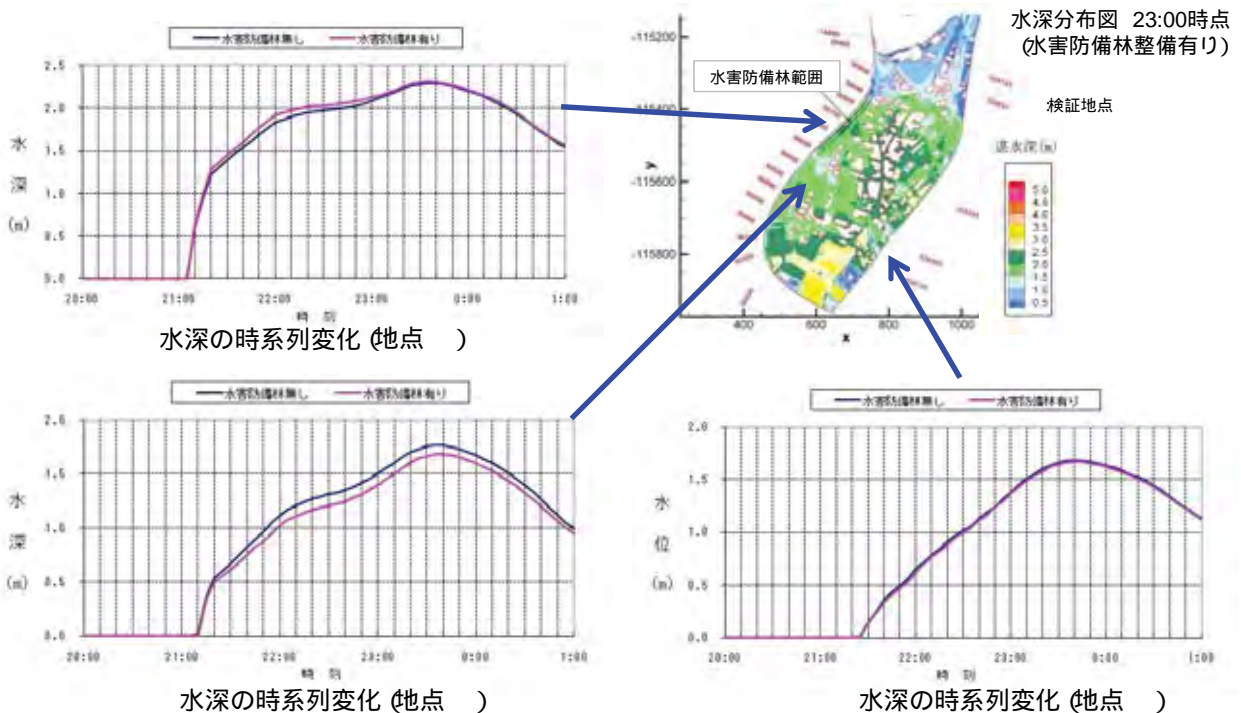 水害防備林無し 水害防備林有り
2.5
2.0
1.5
1.0
0.5
0.0
水
深
(m)
20:00 21:00 22:00 23:00 0:00 1:00
時 刻
水深の時系列変化 (地点 )
水深分布図 23:00時点
(水害防備林整備有り)
水害防備林範囲
検証地点
-115200
-115400
-115600
-115800
y
400 600 800 1000
x
浸水深(m)
5.0
4.5
4.0
3.5
3.0
2.5
2.0
1.5
1.0
0.5
水害防備林無し 水害防備林有り
2.0
1.5
1.0
0.5
0.0
水
深
(m)
20:00 21:00 22:00 23:00 0:00 1:00
時 刻
水深の時系列変化 (地点 )
水害防備林無し 水害防備林有り
2.0
1.5
1.0
0.5
0.0
水
位
(m)
20:00 21:00 22:00 23:00 0:00 1:00
時 刻
水深の時系列変化 (地点 )